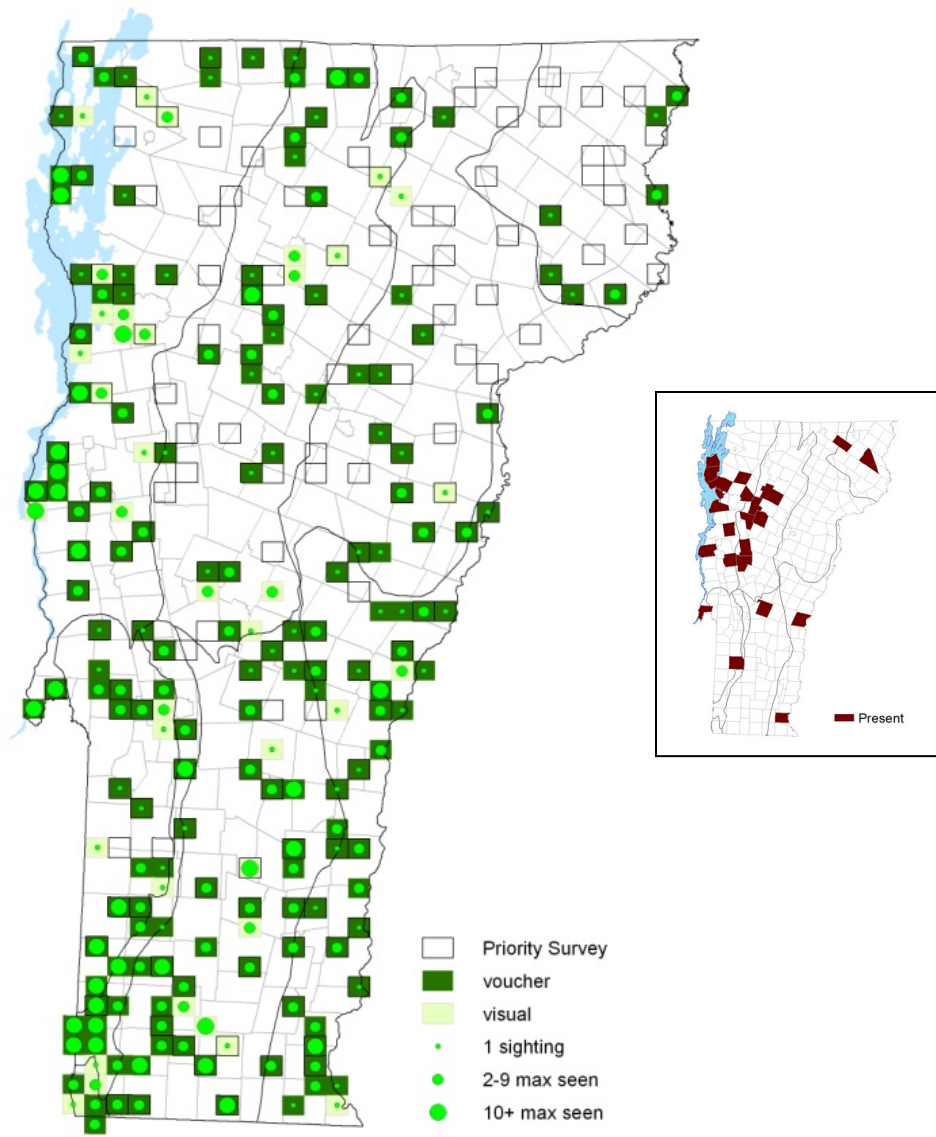 Present
Priority Survey
voucher
visual
1 sighting
2-9 max seen
10+ max seen